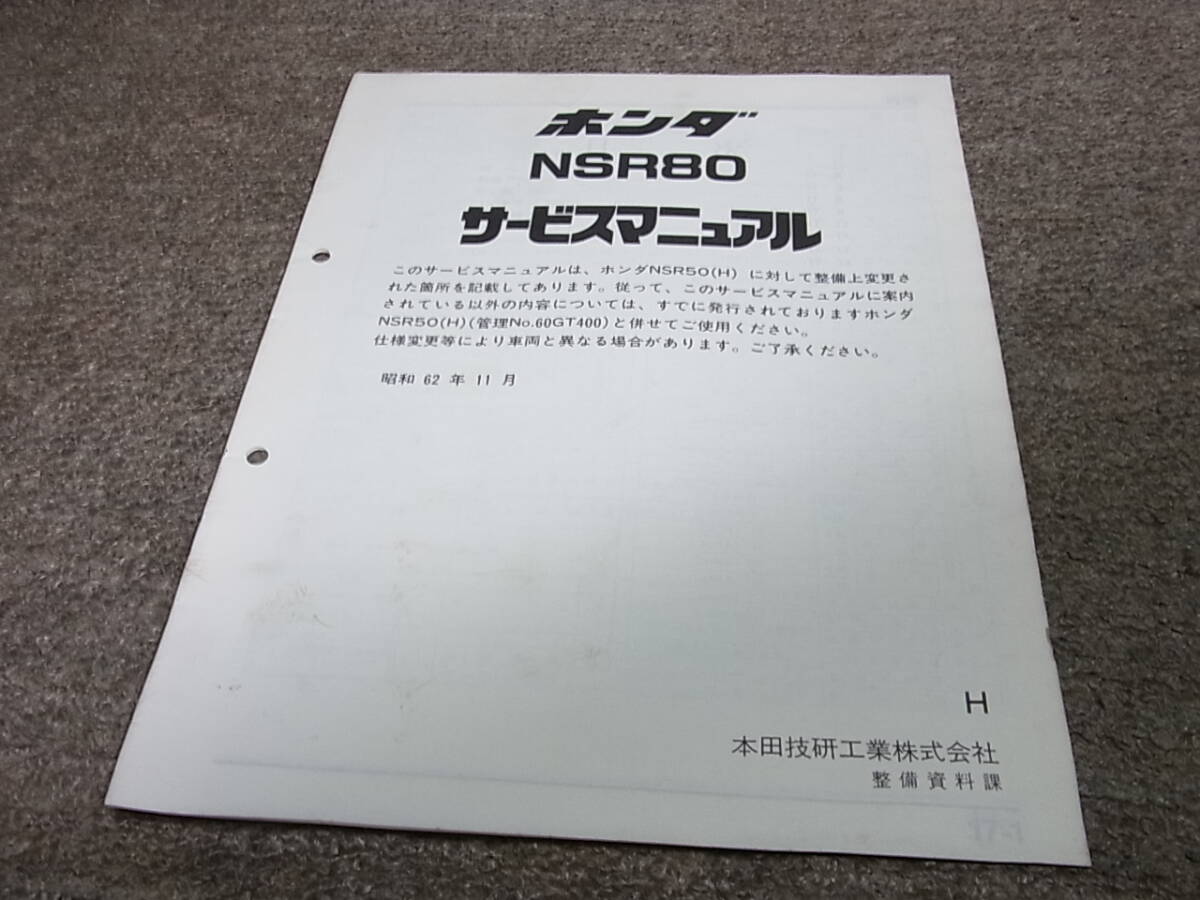 ホンダ
NSR80
サービスマニュアル
このサービスマニュアルは、ホンダNSR50(H) に対して整備上変更さ
れた箇所を記載してあります。従って、このサービスマニュアルに案内
されている以外の内容については、すでに発行されておりますホンダ
NSR50(H)(管理No.60GT400)と併せてご使用ください。
仕様変更等により車両と異なる場合があります。ご了承ください。
昭和 62 年 11 月
H
本田技研工業株式会社
整備資料課